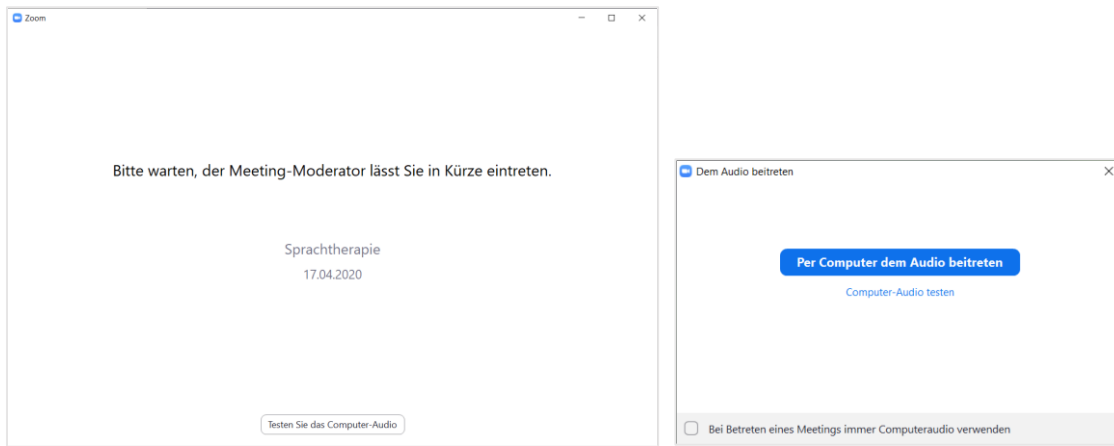 Zoom
Bitte warten, der Meeting-Moderator lässt Sie in Kürze eintreten.
Sprachtherapie
17.04.2020
Testen Sie das Computer-Audio
Dem Audio beitreten
Per Computer dem Audio beitreten
Computer-Audio testen
Bei Betreten eines Meetings immer Computeraudio verwenden